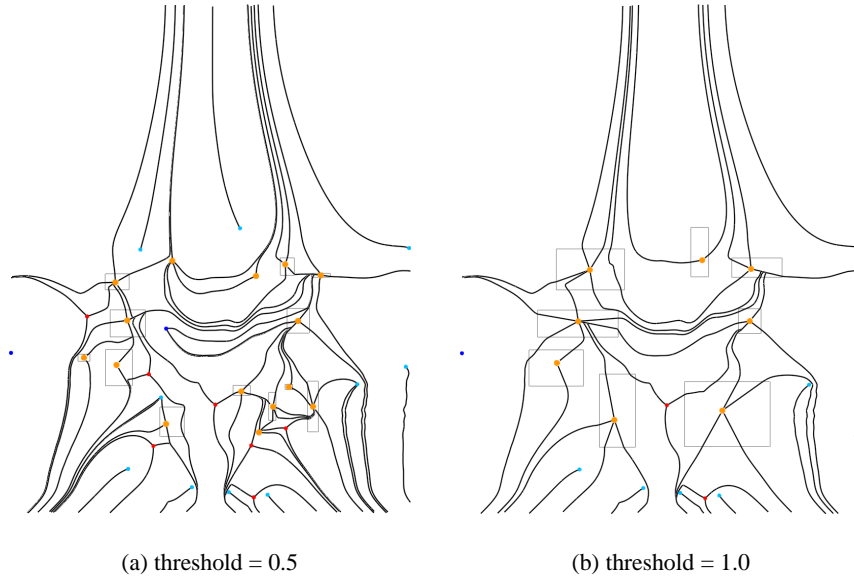 (a) threshold = 0.5
(b) threshold = 1.0